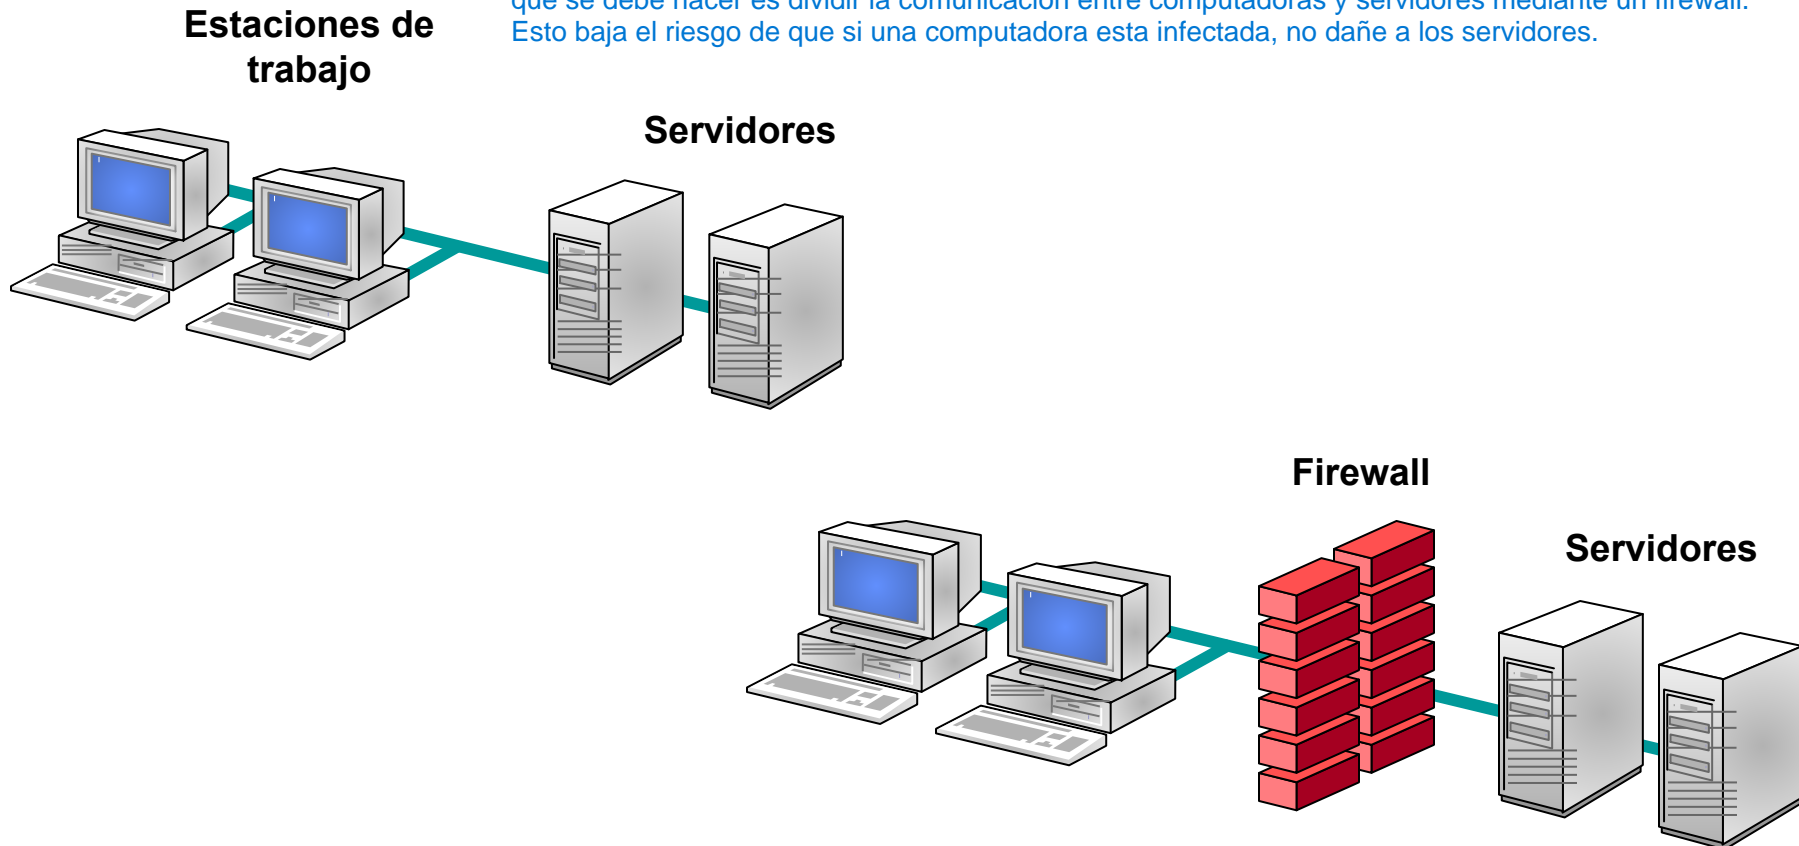 que se debe hacer es dividir la comunicación entre computadoras y servidores mediante un firewall.
Esto baja el riesgo de que si una computadora esta infectada, no dañe a los servidores.
Estaciones de
trabajo
Servidores
Firewall
Servidores